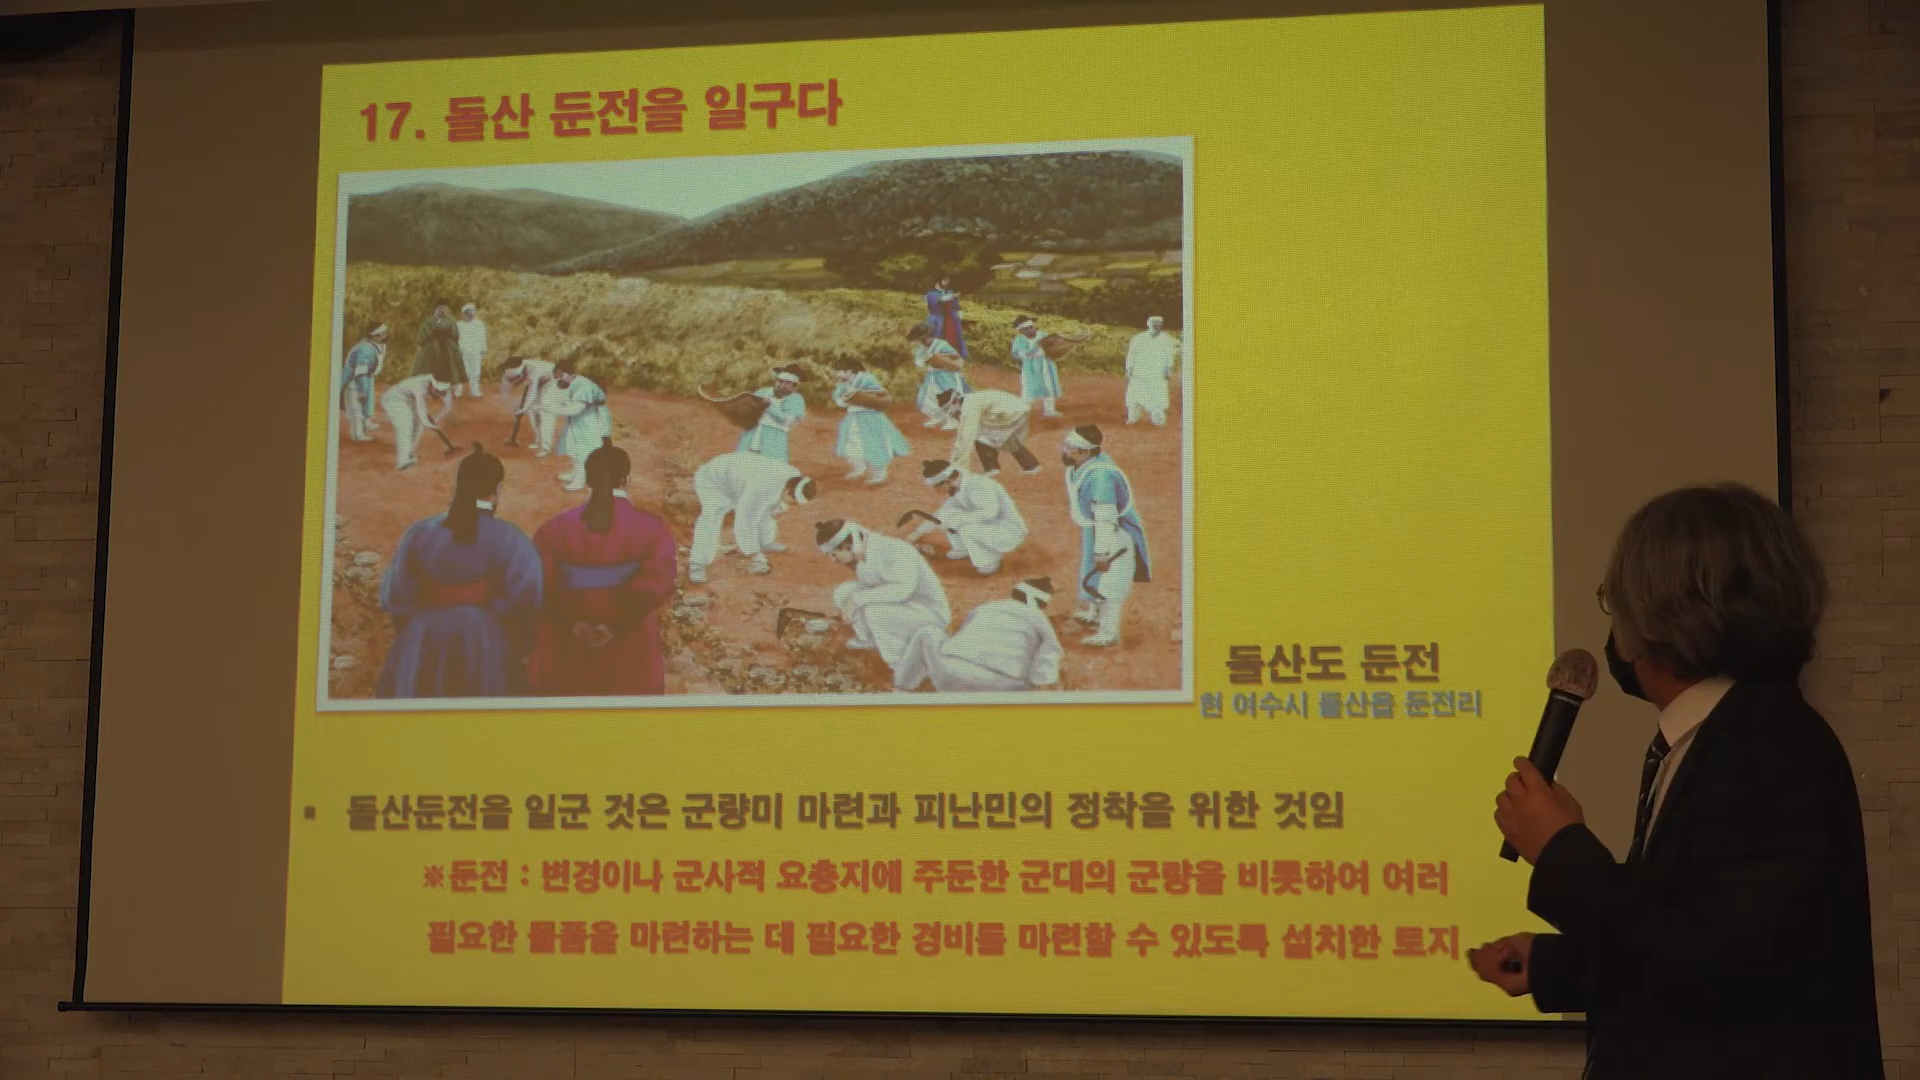 17. 돌산 둔전을 일구다
돌산도 둔전
현 여수시 돌산읍 둔전리
▪ 돌산둔전을 일군 것은 군량미 마련과 피난민의 정착을 위한 것임
※둔전 : 변경이나 군사적 요충지에 주둔한 군대의 군량을 비롯하여 여러
필요한 물품을 마련하는 데 필요한 경비를 마련할 수 있도록 설치한 토지